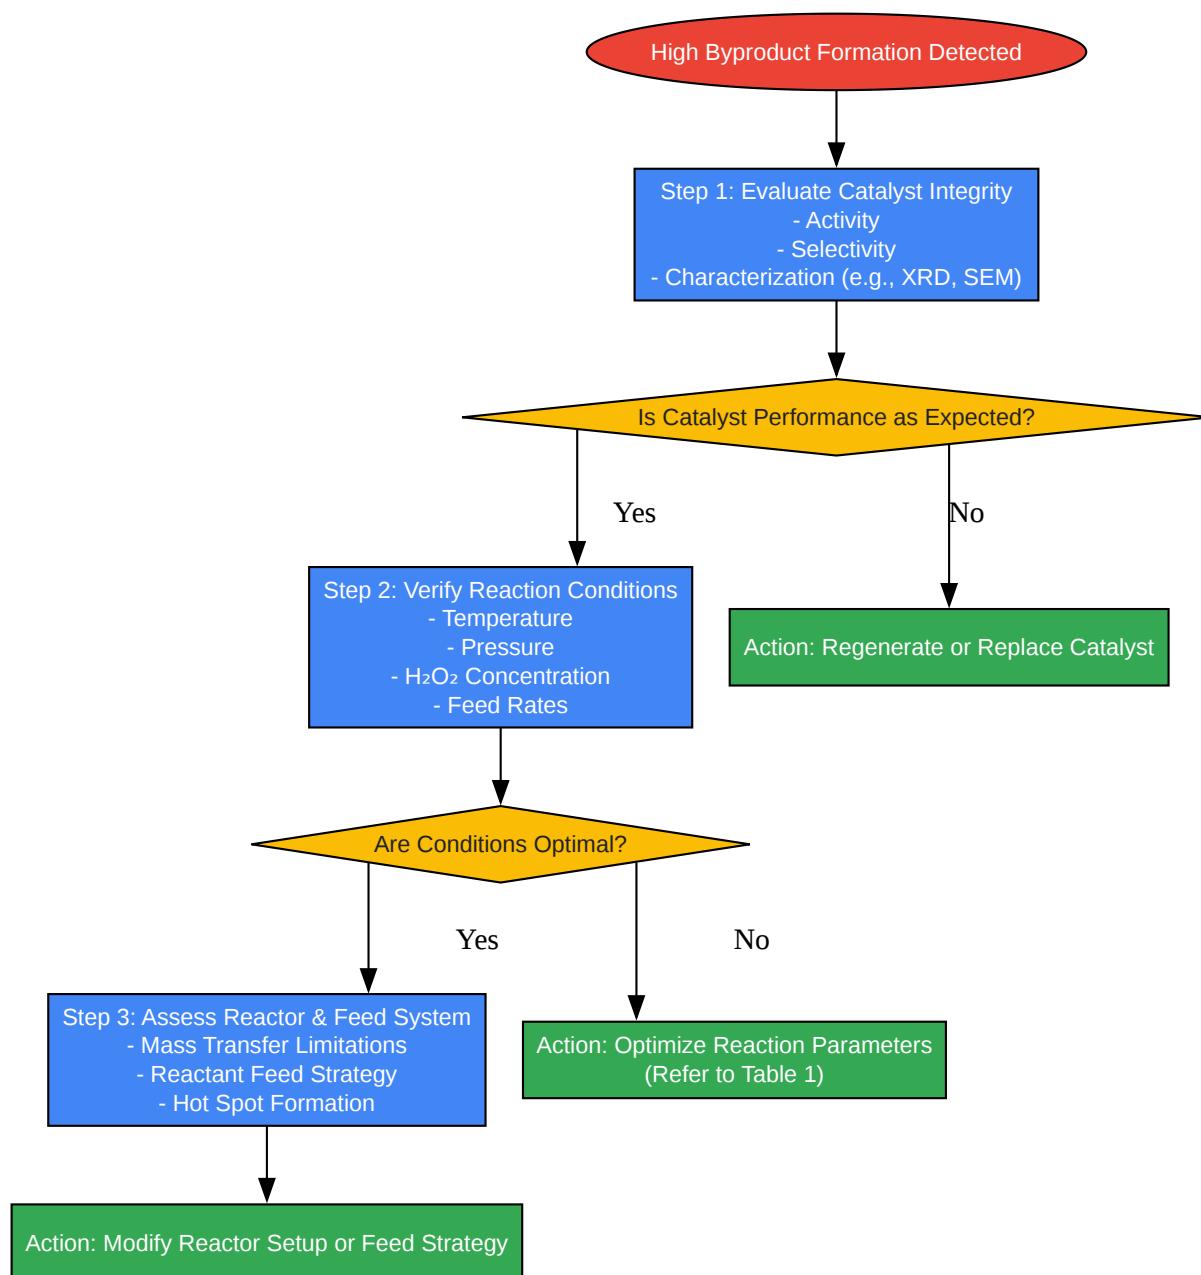 High Byproduct Formation Detected
Step 1: Evaluate Catalyst Integrity
- Activity
- Selectivity
- Characterization (e.g., XRD, SEM)
Is Catalyst Performance as Expected?
Yes
No
Step 2: Verify Reaction Conditions
- Temperature
- Pressure
- H₂O₂ Concentration
- Feed Rates
Action: Regenerate or Replace Catalyst
Are Conditions Optimal?
Yes
No
Step 3: Assess Reactor & Feed System
- Mass Transfer Limitations
- Reactant Feed Strategy
- Hot Spot Formation
Action: Optimize Reaction Parameters
(Refer to Table 1)
Action: Modify Reactor Setup or Feed Strategy